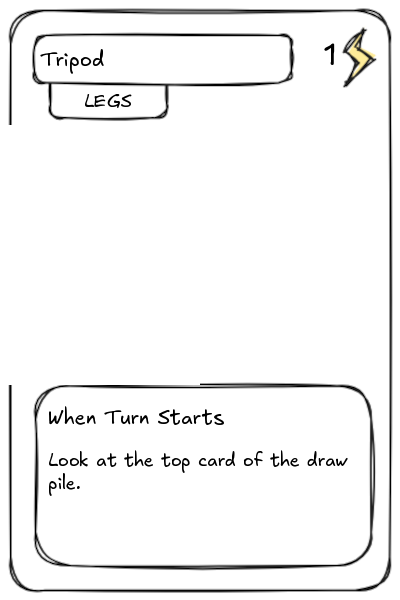 Tripod
1
LEGS
When Turn Starts
Look at the top card of the draw
pile.